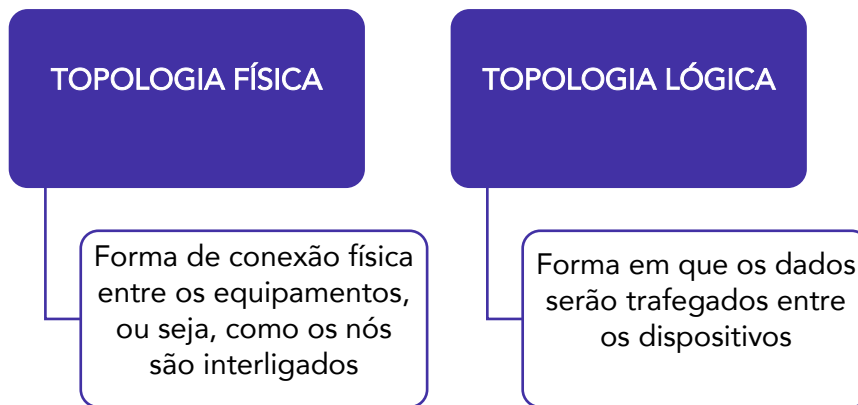 TOPOLOGIA FÍSICA
Forma de conexão física
entre os equipamentos,
ou seja, como os nós
são interligados
TOPOLOGIA LÓGICA
Forma em que os dados
serão trafegados entre
os dispositivos